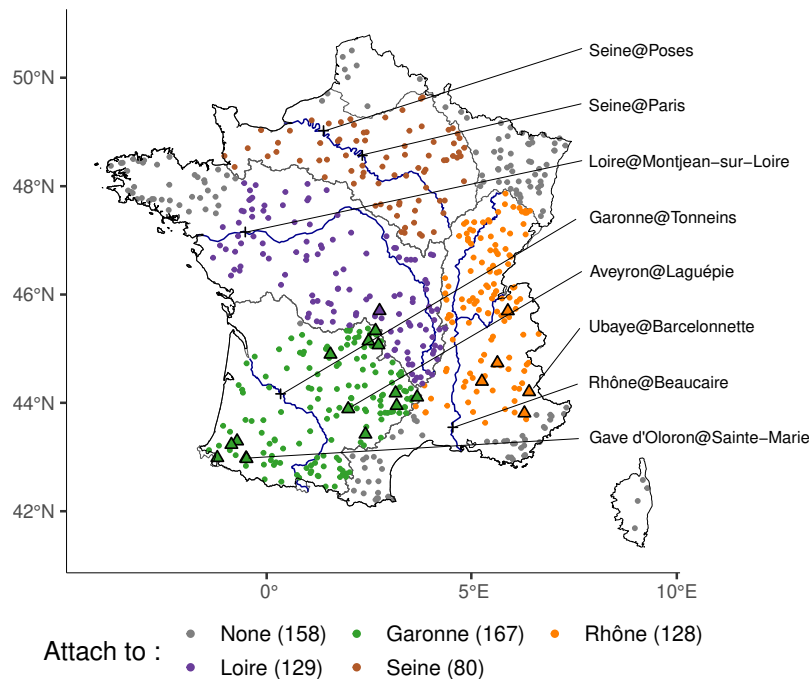 Seine@Poses
Seine@Paris
Loire@Montjean−sur−Loire
Garonne@Tonneins
Aveyron@Laguépie
Ubaye@Barcelonnette
Rhône@Beaucaire
Gave d'Oloron@Sainte−Marie
50°N
48°N
46°N
44°N
42°N
0°
5°E
10°E
Attach to :
None (158)
Garonne (167)
Rhône (128)
Loire (129)
Seine (80)